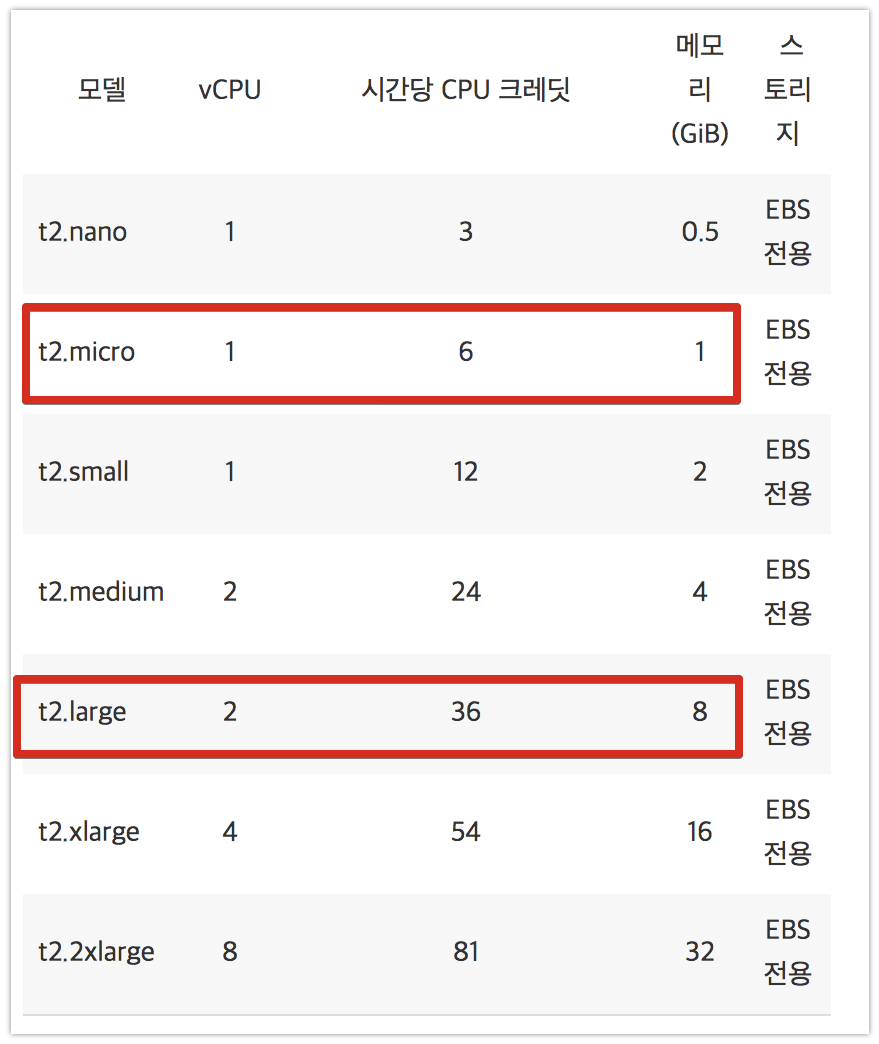 모델 vCPU 시간당 CPU 크레딧 메모리 (GiB) 스토리지
t2.nano 1 3 0.5 EBS 전용
t2.micro 1 6 1 EBS 전용
t2.small 1 12 2 EBS 전용
t2.medium 2 24 4 EBS 전용
t2.large 2 36 8 EBS 전용
t2.xlarge 4 54 16 EBS 전용
t2.2xlarge 8 81 32 EBS 전용